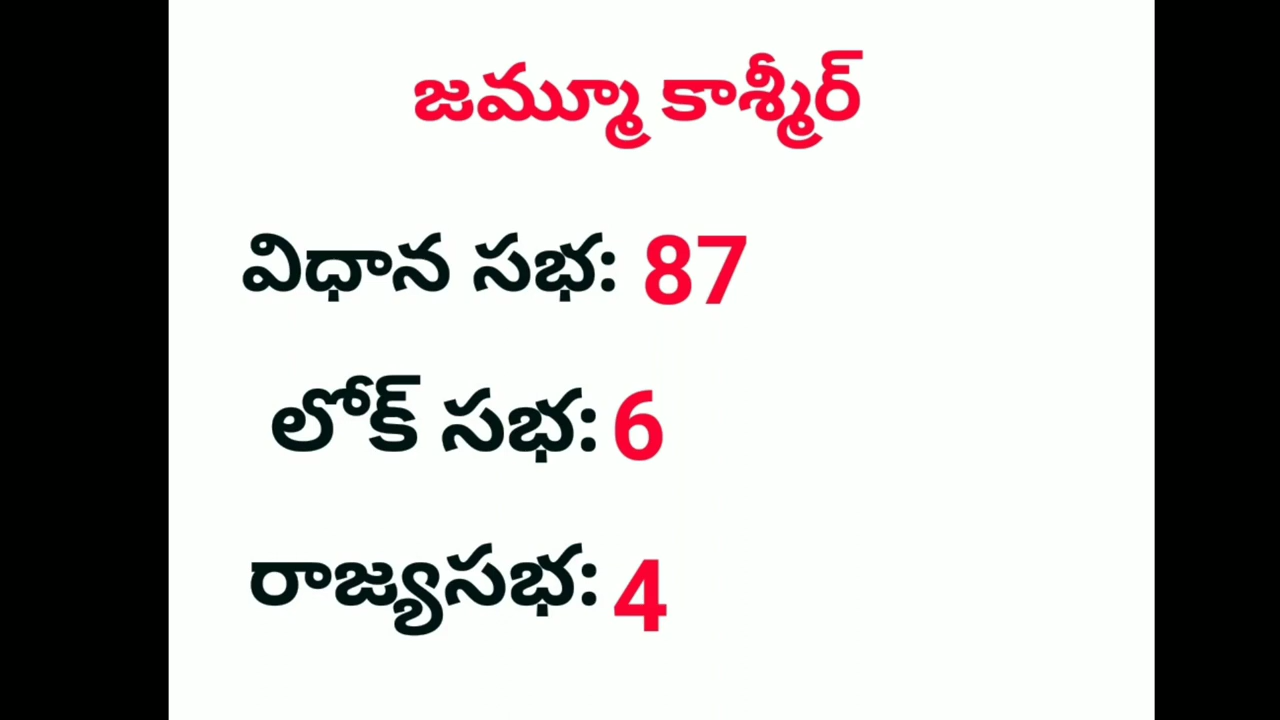 జమ్మూ కాశ్మీర్
విధాన సభ: 87
లోక్ సభ: 6
రాజ్యసభ: 4